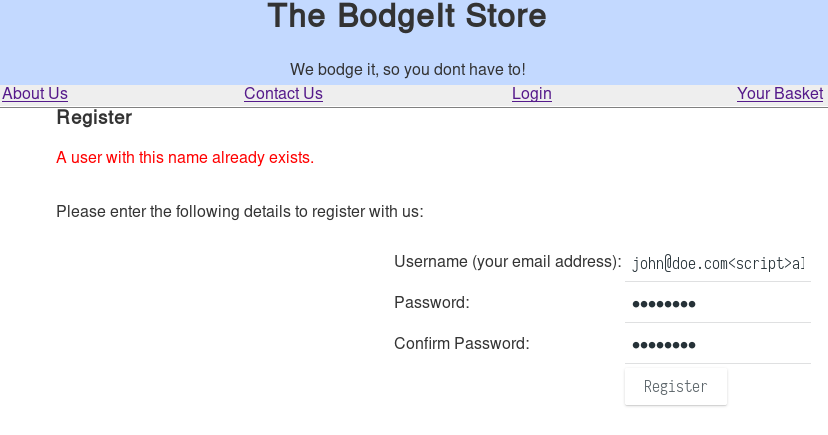 The BodgeIt Store
We bodge it, so you dont have to!
About Us Contact Us Login Your Basket
Register
A user with this name already exists.
Please enter the following details to register with us:
Username (your email address): john@doe.com<script>al
Password: ●●●●●●●●
Confirm Password: ●●●●●●●●
Register